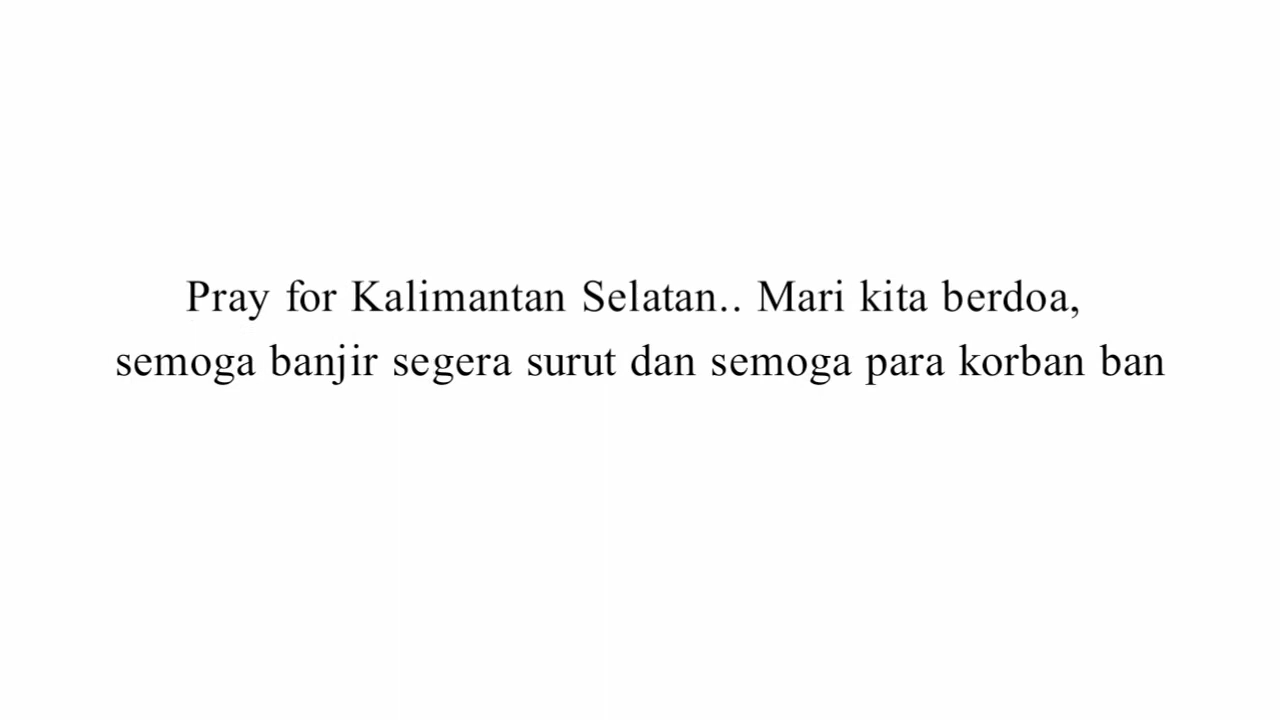 Pray for Kalimantan Selatan.. Mari kita berdoa,
semoga banjir segera surut dan semoga para korban ban